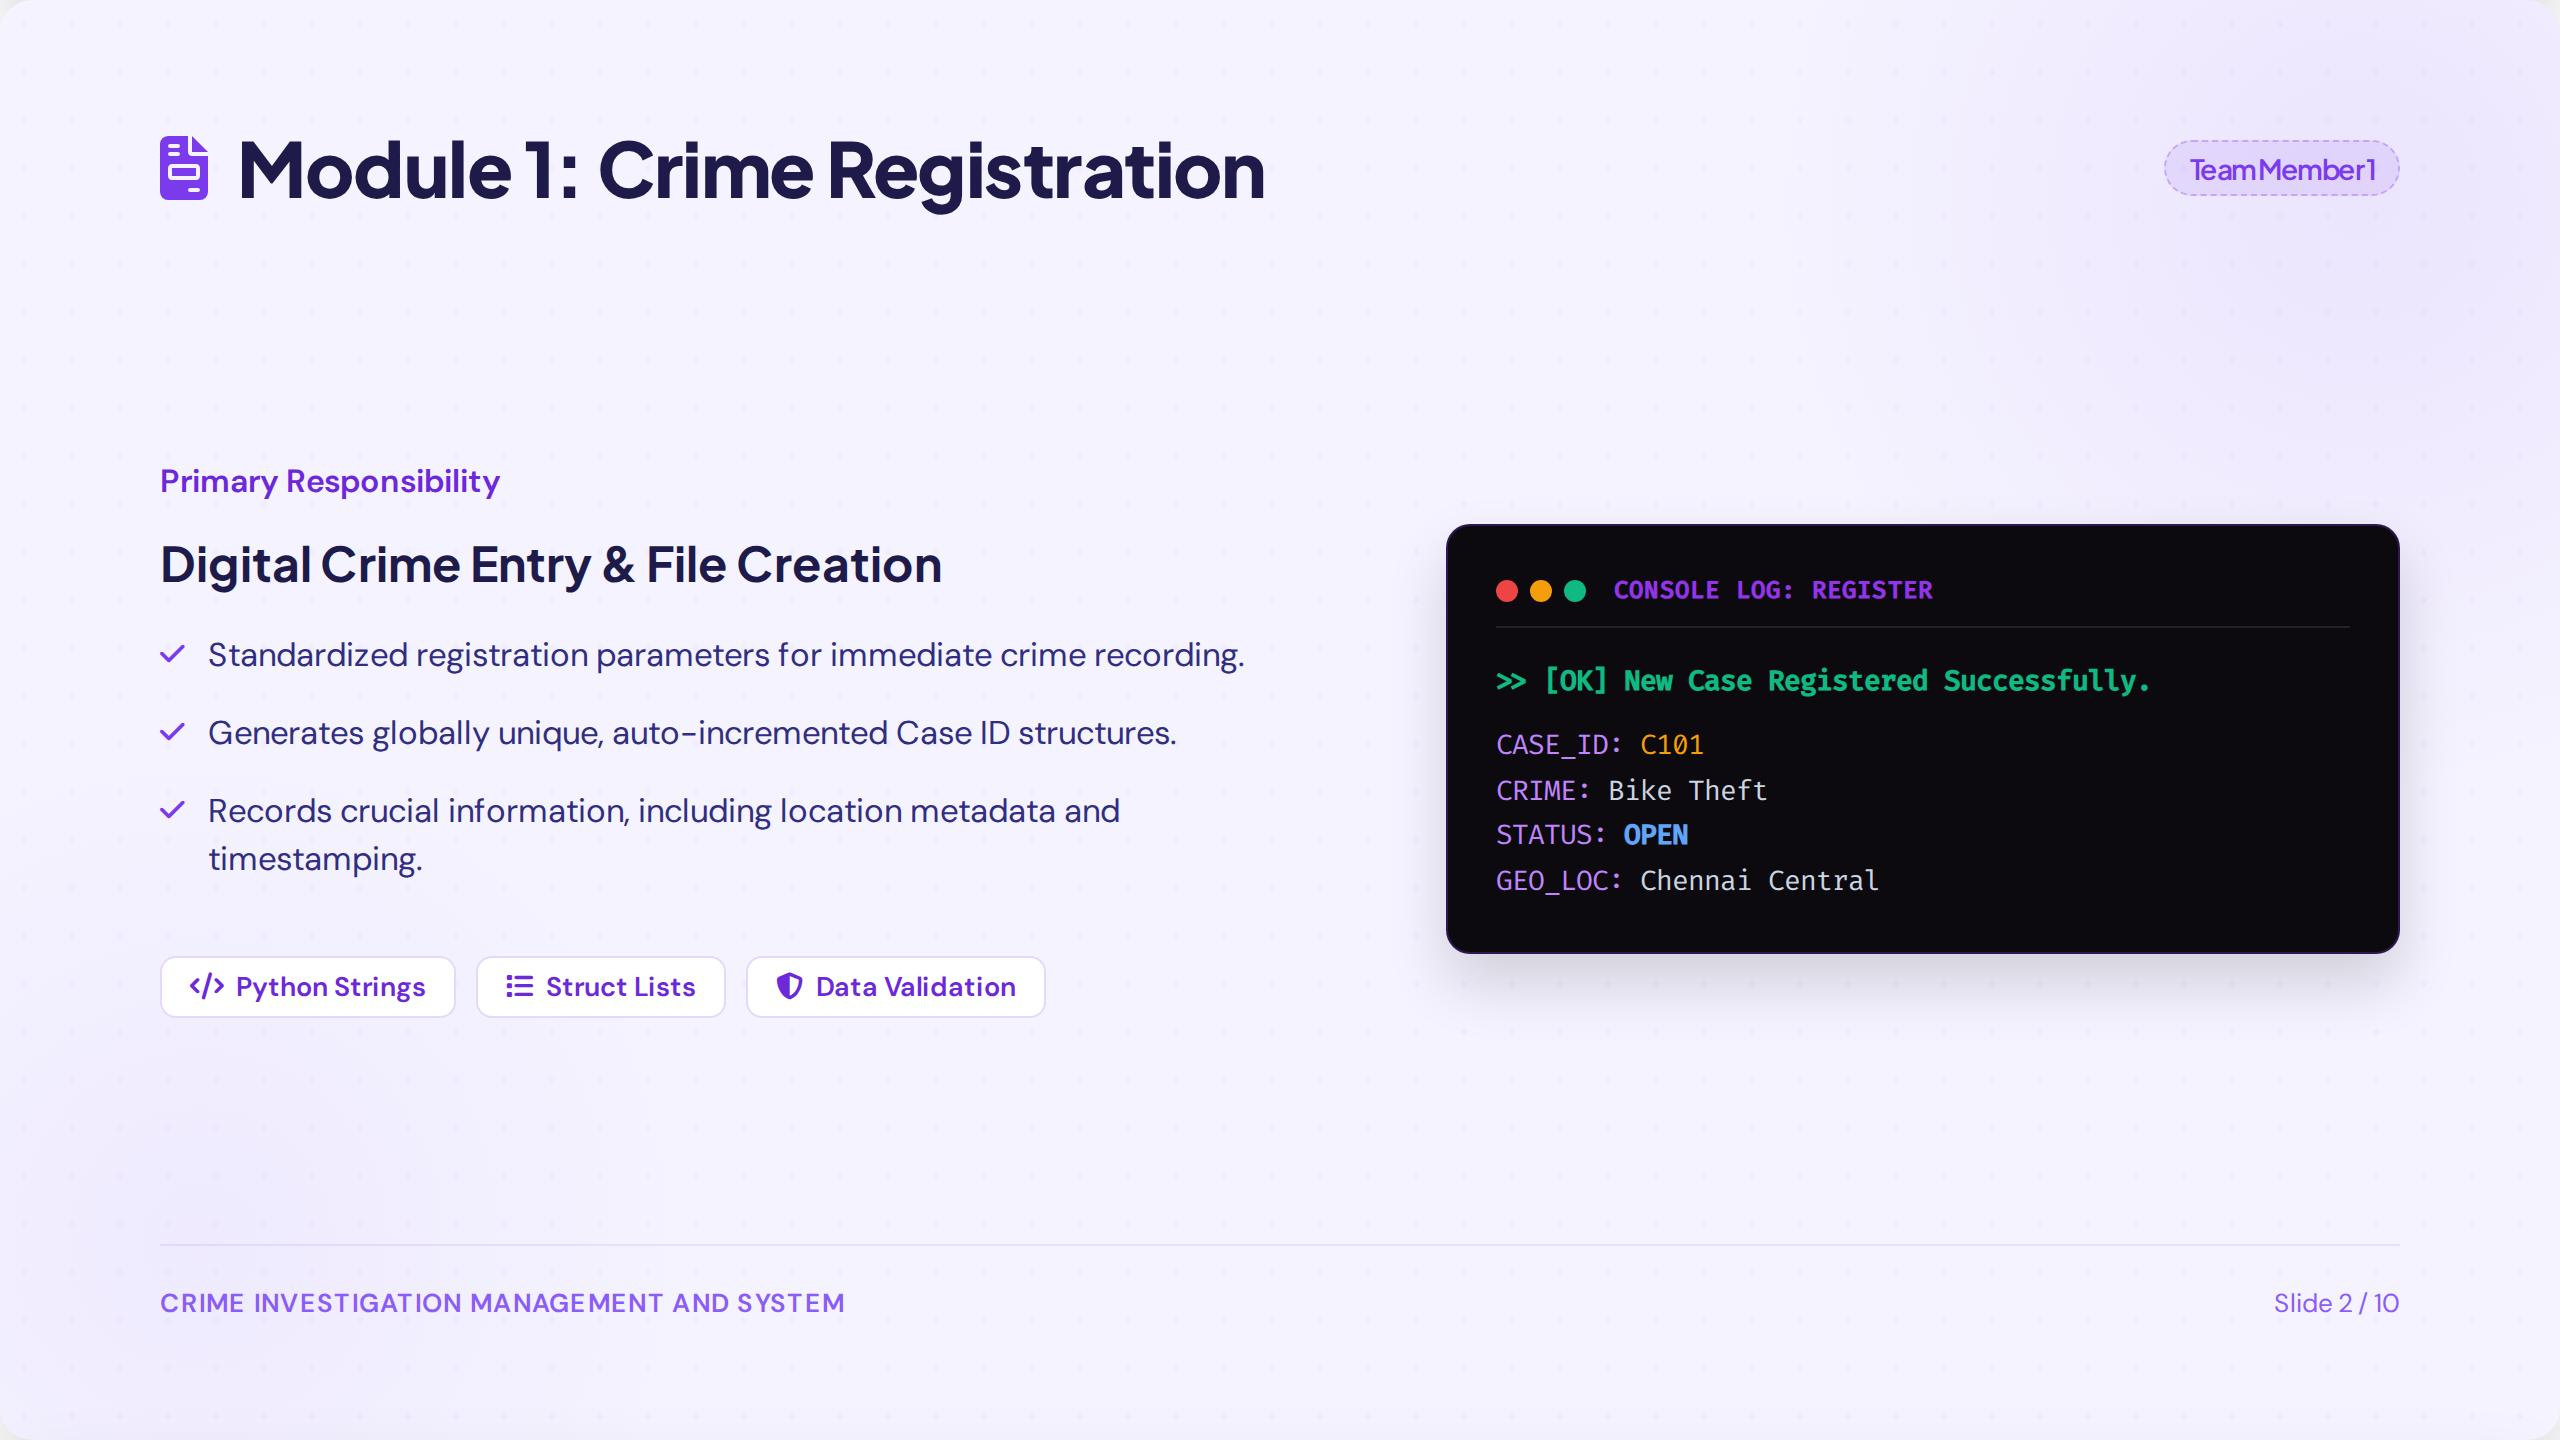 Module 1: Crime Registration
Team Member 1
Primary Responsibility
Digital Crime Entry & File Creation
Standardized registration parameters for immediate crime recording.
Generates globally unique, auto-incremented Case ID structures.
Records crucial information, including location metadata and
timestamping.
Python Strings
Struct Lists
Data Validation
CONSOLE LOG: REGISTER
>> [OK] New Case Registered Successfully.
CASE_ID: C101
CRIME: Bike Theft
STATUS: OPEN
GEO_LOC: Chennai Central
CRIME INVESTIGATION MANAGEMENT AND SYSTEM
Slide 2 / 10